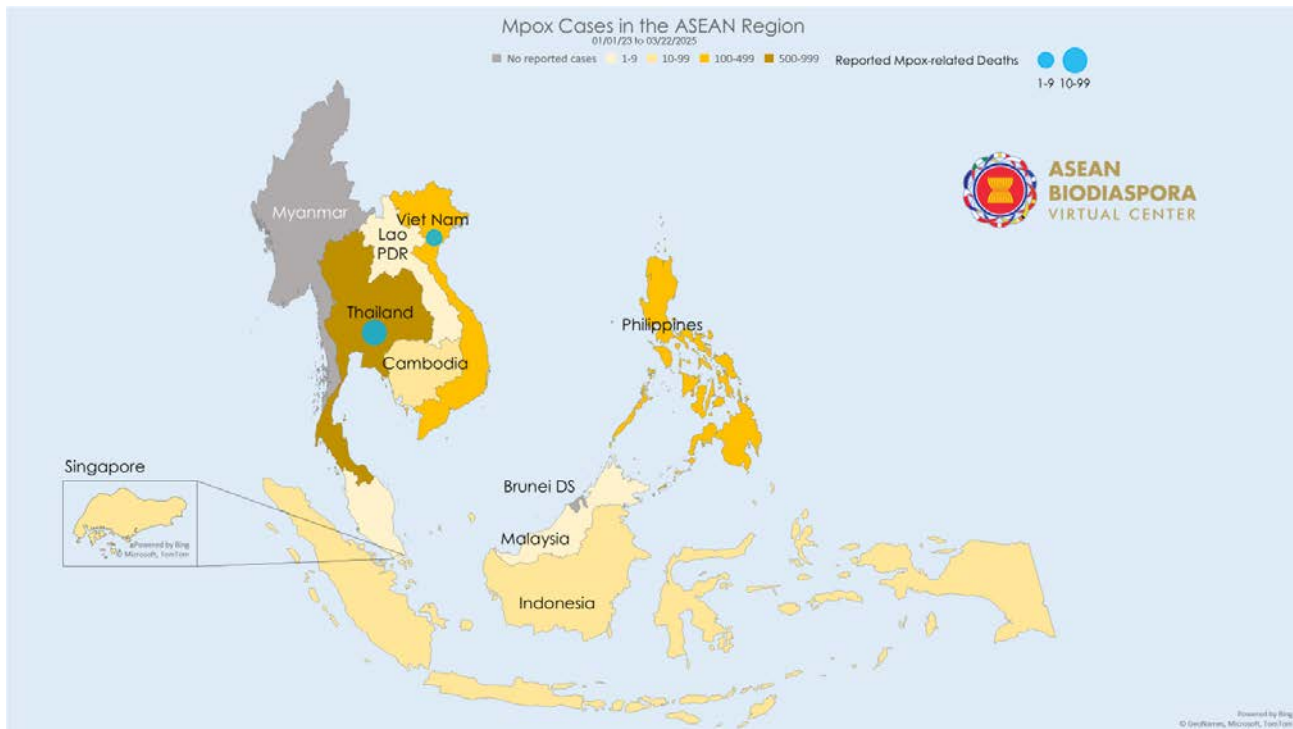 Mpox Cases in the ASEAN Region
01/01/23 to 03/22/2025
No reported cases 1-9 10-99 100-499 500-999 Reported Mpox-related Deaths
1-9 10-99
ASEAN
BIODIASPORA
VIRTUAL CENTER
Myanmar
Viet Nam
Lao
PDR
Thailand
Philippines
Cambodia
Singapore
Powered by Bing
© Microsoft, TomTom
Brunei DS
Malaysia
Indonesia
Powered by Bing
© GeoNames, Microsoft, TomTom